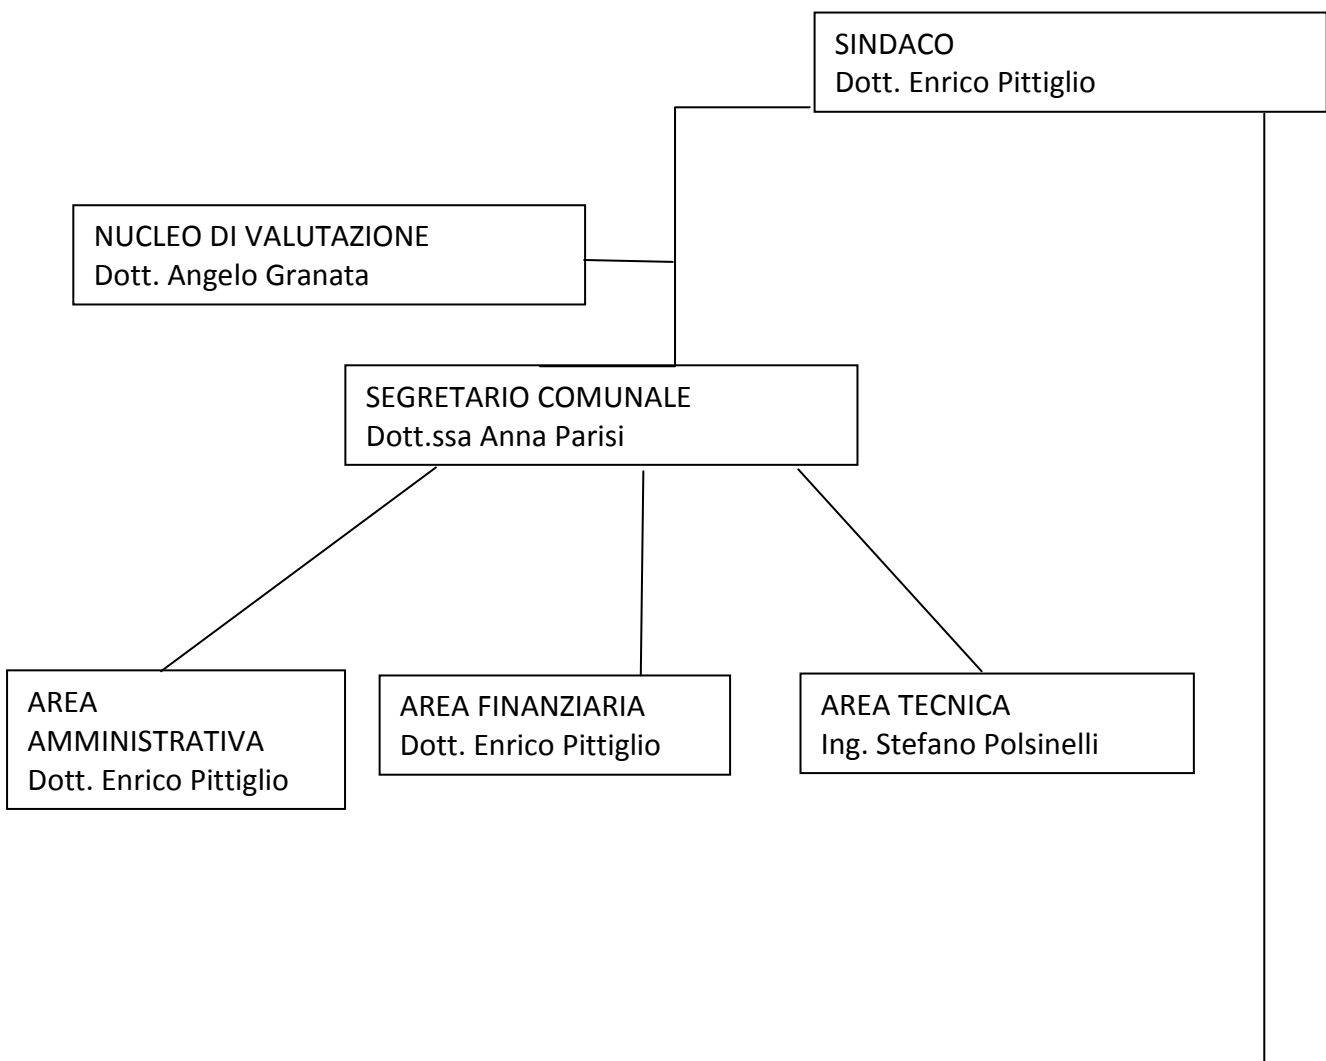 SINDACO
Dott. Enrico Pittiglio
NUCLEO DI VALUTAZIONE
Dott. Angelo Granata
SEGRETARIO COMUNALE
Dott.ssa Anna Parisi
AREA
AMMINISTRATIVA
Dott. Enrico Pittiglio
AREA FINANZIARIA
Dott. Enrico Pittiglio
AREA TECNICA
Ing. Stefano Polsinelli